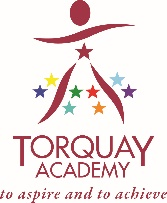 TORQUAY
ACADEMY
to aspire and to achieve